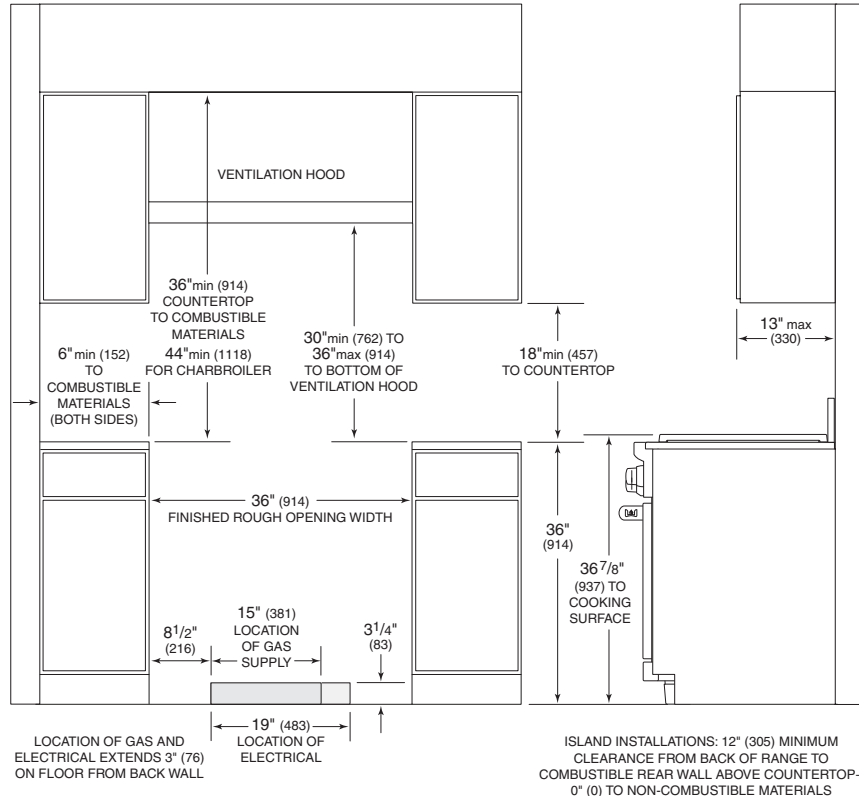 VENTILATION HOOD
36" min (914)
COUNTERTOP
TO COMBUSTIBLE
MATERIALS
44" min (1118)
FOR CHARBROILER
30" min (762) TO
36" max (914)
TO BOTTOM OF
VENTILATION HOOD
18" min (457)
TO COUNTERTOP
13" max
(330)
6" min (152)
TO
COMBUSTIBLE
MATERIALS
(BOTH SIDES)
36" (914)
FINISHED ROUGH OPENING WIDTH
36"
(914)
36 7/8"
(937) TO
COOKING
SURFACE
8 1/2"
(216)
15" (381)
LOCATION
OF GAS
SUPPLY
3 1/4"
(83)
19" (483)
LOCATION OF
ELECTRICAL
LOCATION OF GAS AND
ELECTRICAL EXTENDS 3" (76)
ON FLOOR FROM BACK WALL
ISLAND INSTALLATIONS: 12" (305) MINIMUM
CLEARANCE FROM BACK OF RANGE TO
COMBUSTIBLE REAR WALL ABOVE COUNTERTOP-
0" (0) TO NON-COMBUSTIBLE MATERIALS